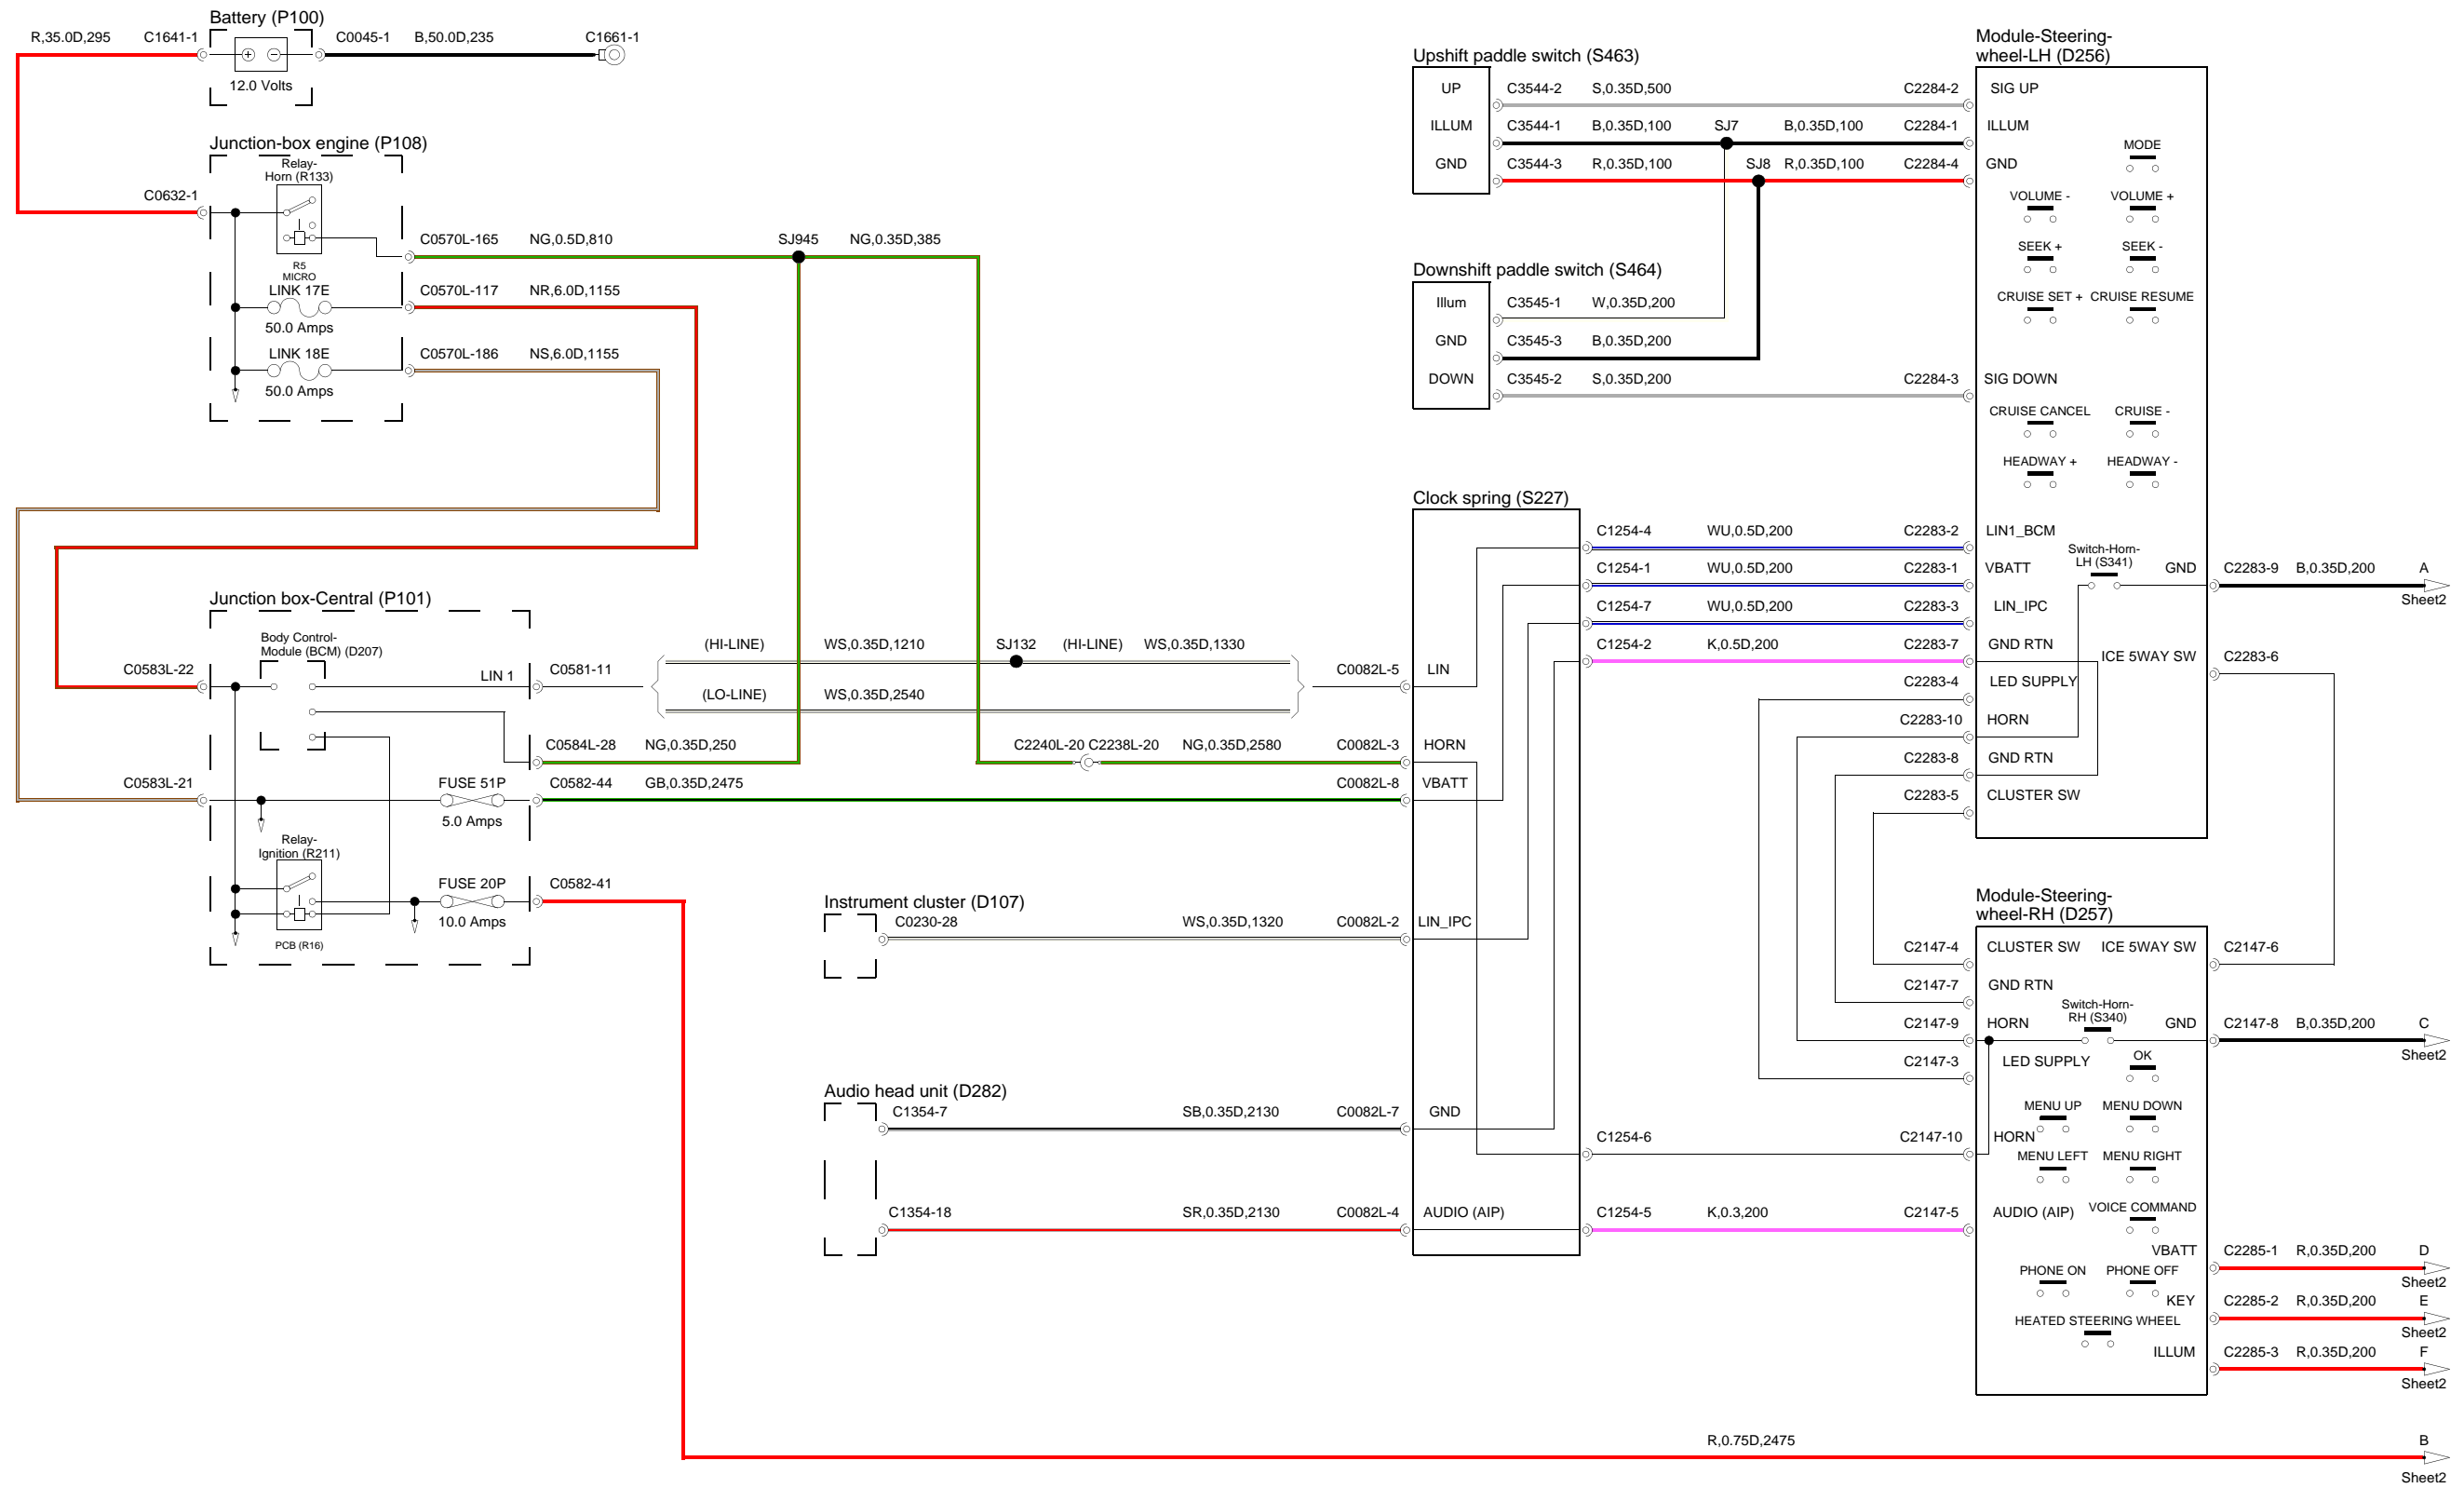 Battery (P100)
R,35.0D,295
C1641-1
C0045-1
B,50.0D,235
C1661-1
12.0 Volts
Junction-box engine (P108)
Relay-
Horn (R133)
C0632-1
R5
MICRO
C0570L-165
NG,0.5D,810
SJ945
NG,0.35D,385
LINK 17E
50.0 Amps
C0570L-117
NR,6.0D,1155
LINK 18E
50.0 Amps
C0570L-186
NS,6.0D,1155
Junction box-Central (P101)
Body Control-
Module (BCM) (D207)
C0583L-22
LIN 1
C0581-11
(HI-LINE)
WS,0.35D,1210
SJ132
(HI-LINE)
WS,0.35D,1330
(LO-LINE)
WS,0.35D,2540
C0082L-5
C0584L-28
NG,0.35D,250
C2240L-20
C2238L-20
NG,0.35D,2580
C0082L-3
C0583L-21
FUSE 51P
5.0 Amps
C0582-44
GB,0.35D,2475
C0082L-8
Relay-
Ignition (R211)
PCB (R16)
FUSE 20P
10.0 Amps
C0582-41
Instrument cluster (D107)
C0230-28
WS,0.35D,1320
C0082L-2
Audio head unit (D282)
C1354-7
SB,0.35D,2130
C0082L-7
C1354-18
SR,0.35D,2130
C0082L-4
Upshift paddle switch (S463)
UP
C3544-2
S,0.35D,500
C2284-2
ILLUM
C3544-1
B,0.35D,100
SJ7
B,0.35D,100
C2284-1
GND
C3544-3
R,0.35D,100
SJ8
R,0.35D,100
C2284-4
Downshift paddle switch (S464)
Illum
C3545-1
W,0.35D,200
GND
C3545-3
B,0.35D,200
DOWN
C3545-2
S,0.35D,200
C2284-3
Clock spring (S227)
LIN
HORN
VBATT
LIN_IPC
GND
AUDIO (AIP)
C1254-4
WU,0.5D,200
C2283-2
C1254-1
WU,0.5D,200
C2283-1
C1254-7
WU,0.5D,200
C2283-3
C1254-2
K,0.5D,200
C2283-7
C2283-4
C2283-10
C2283-8
C2283-5
Module-Steering-
wheel-LH (D256)
SIG UP
ILLUM
GND
MODE
VOLUME -
VOLUME +
SEEK +
SEEK -
CRUISE SET +
CRUISE RESUME
SIG DOWN
CRUISE CANCEL
CRUISE -
HEADWAY +
HEADWAY -
LIN1_BCM
Switch-Horn-
LH (S341)
VBATT
GND
LIN_IPC
GND RTN
ICE 5WAY SW
LED SUPPLY
HORN
GND RTN
CLUSTER SW
C2283-9
B,0.35D,200
A
Sheet2
C2283-6
Module-Steering-
wheel-RH (D257)
C2147-4
CLUSTER SW
ICE 5WAY SW
C2147-6
C2147-7
GND RTN
Switch-Horn-
RH (S340)
C2147-9
HORN
GND
C2147-8
B,0.35D,200
C
Sheet2
C2147-3
LED SUPPLY
OK
MENU UP
MENU DOWN
C1254-6
C2147-10
HORN
MENU LEFT
MENU RIGHT
C1254-5
K,0.3,200
C2147-5
AUDIO (AIP)
VOICE COMMAND
VBATT
C2285-1
R,0.35D,200
D
Sheet2
PHONE ON
PHONE OFF
KEY
C2285-2
R,0.35D,200
E
Sheet2
HEATED STEERING WHEEL
ILLUM
C2285-3
R,0.35D,200
F
Sheet2
R,0.75D,2475
B
Sheet2